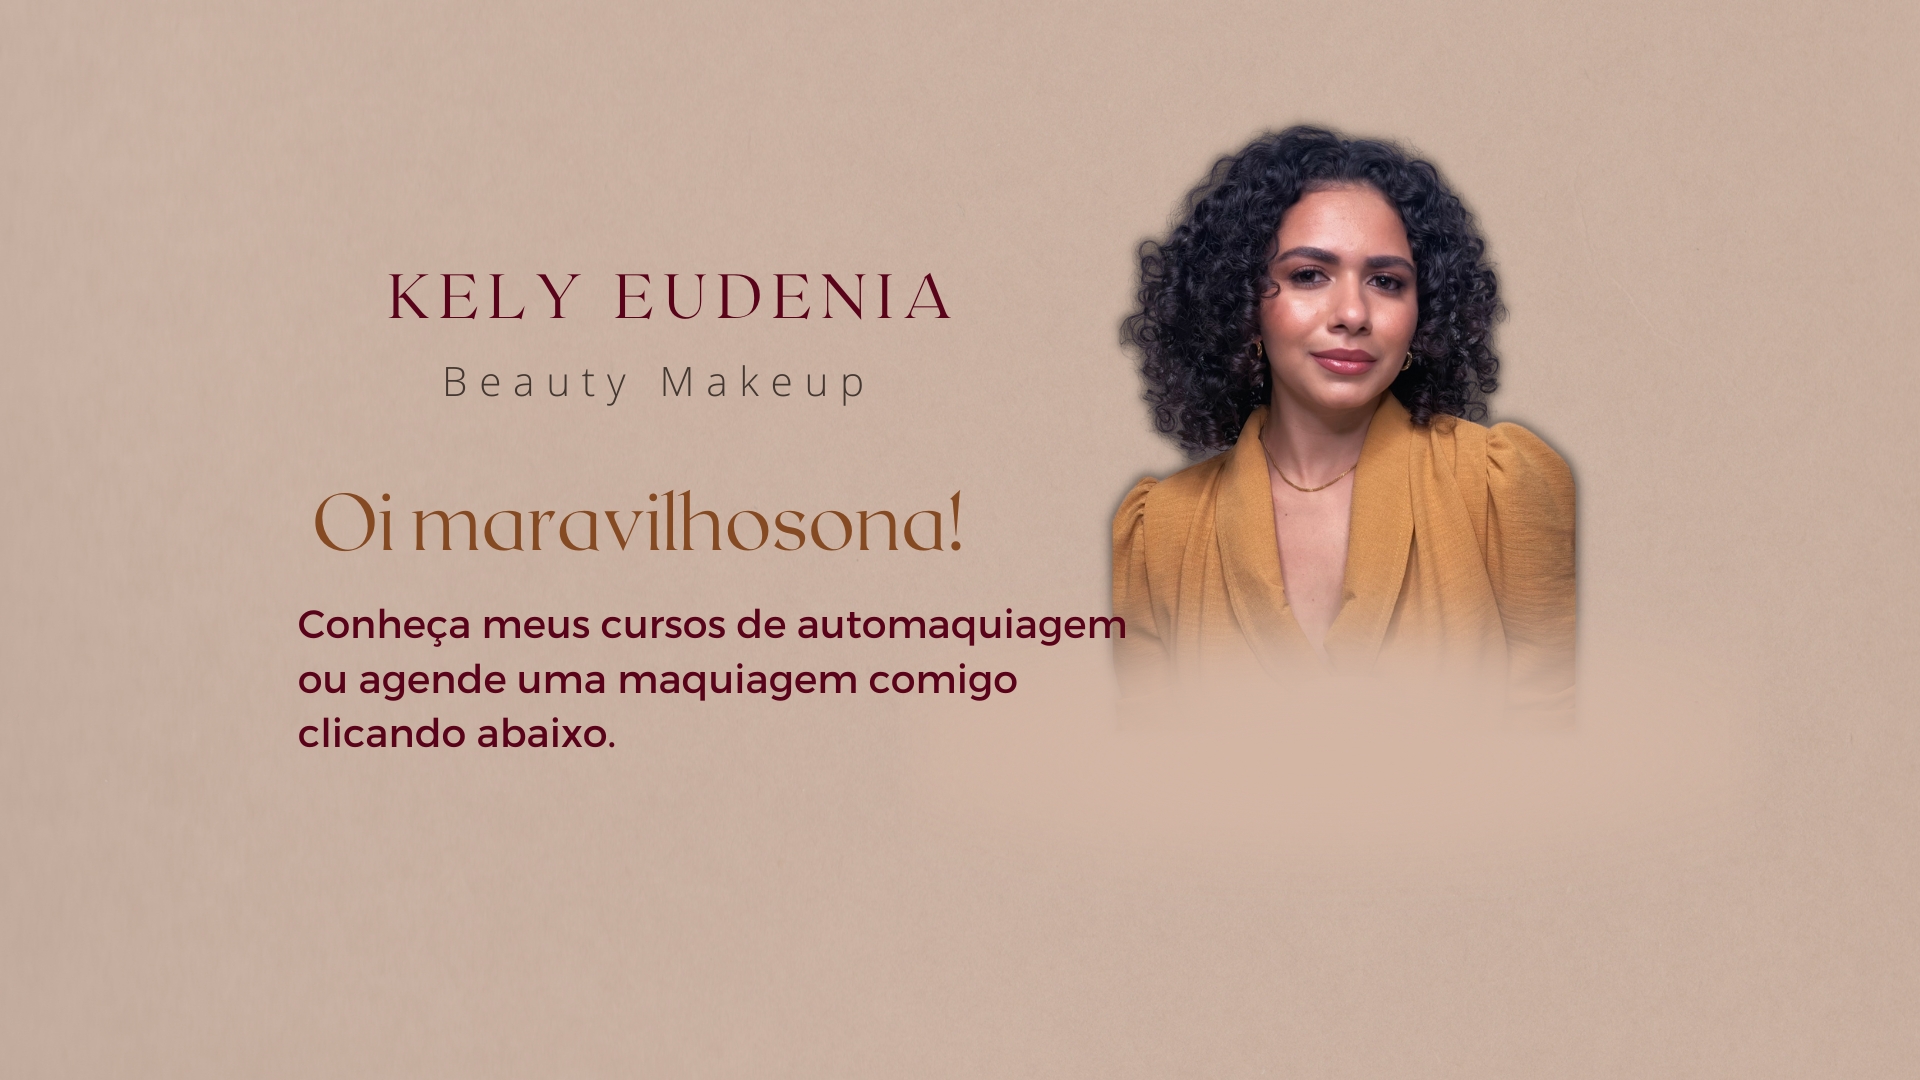 KELY EUDENIA
Beauty Makeup
Oi maravilhosona!
Conheça meus cursos de automaquiagem
ou agende uma maquiagem comigo
clicando abaixo.